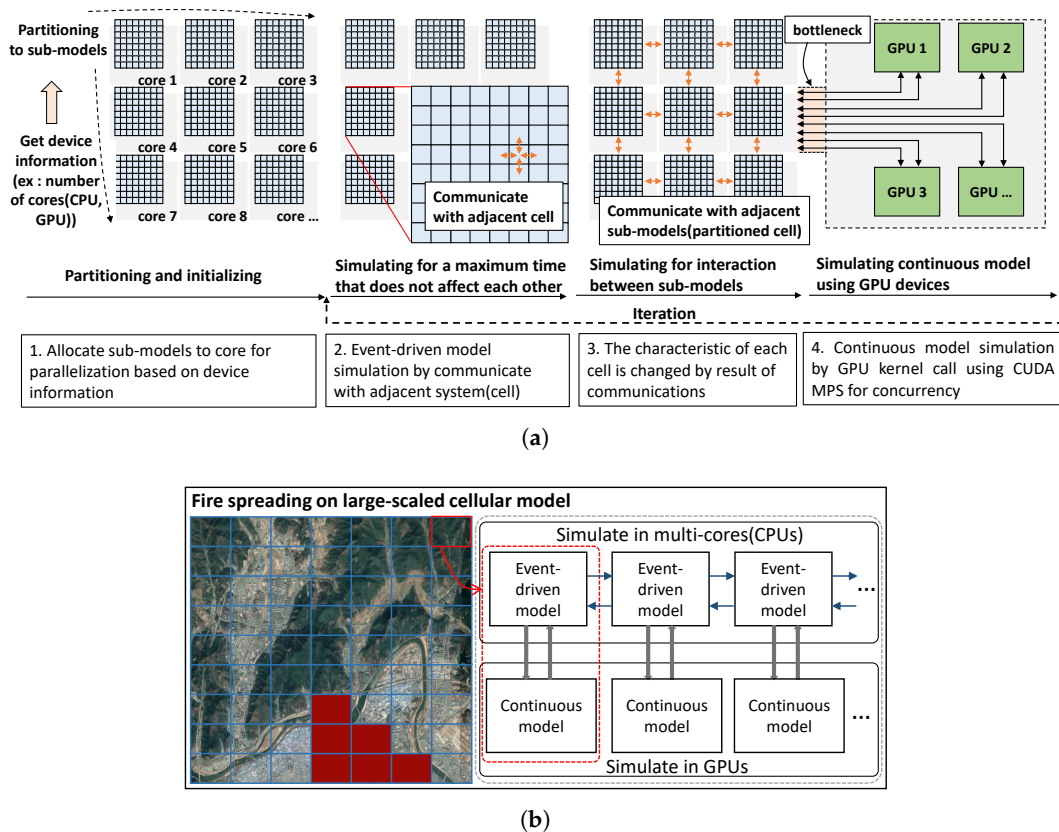 Partitioning
to sub-models
Get device
information
(ex : number
of cores(CPU,
GPU))
core 1
core 2
core 3
core 4
core 5
core 6
core 7
core 8
core ...
Communicate
with adjacent cell
Communicate with adjacent
sub-models(partitioned cell)
bottleneck
GPU 1
GPU 2
GPU 3
GPU ...
Partitioning and initializing
Simulating for a maximum time
that does not affect each other
Simulating for interaction
between sub-models
Simulating continuous model
using GPU devices
Iteration
1. Allocate sub-models to core for
parallelization based on device
information
2. Event-driven model
simulation by communicate
with adjacent system(cell)
3. The characteristic of each
cell is changed by result of
communications
4. Continuous model simulation
by GPU kernel call using CUDA
MPS for concurrency
(a)
Fire spreading on large-scaled cellular model
Simulate in multi-cores(CPUs)
Event-
driven
model
Event-
driven
model
Event-
driven
model
...
Continuous
model
Continuous
model
Continuous
model
...
Simulate in GPUs
(b)